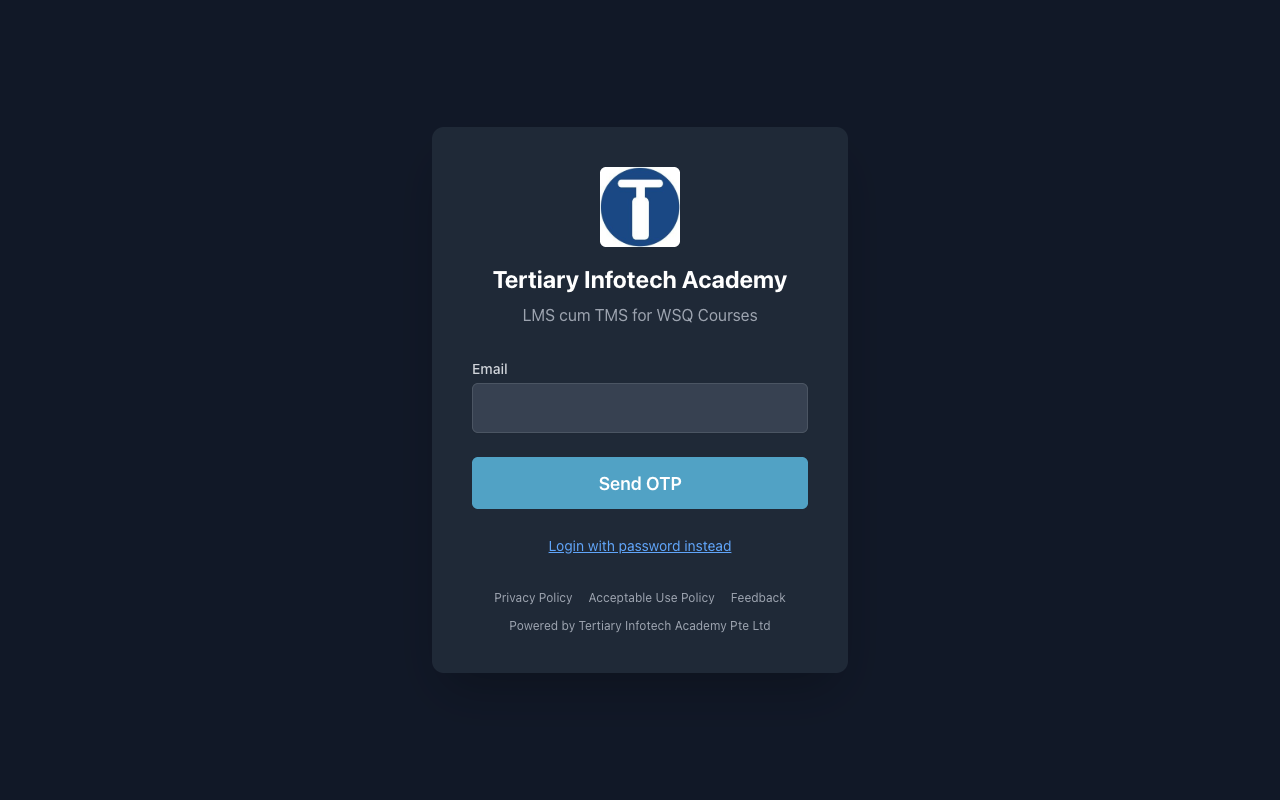 Tertiary Infotech Academy
LMS cum TMS for WSQ Courses
Email
Send OTP
Login with password instead
Privacy Policy Acceptable Use Policy Feedback
Powered by Tertiary Infotech Academy Pte Ltd